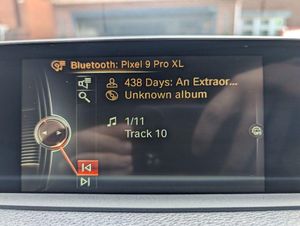 Bluetooth: Pixel 9 Pro XL
438 Days: An Extraor...
Unknown album
1/11
Track 10